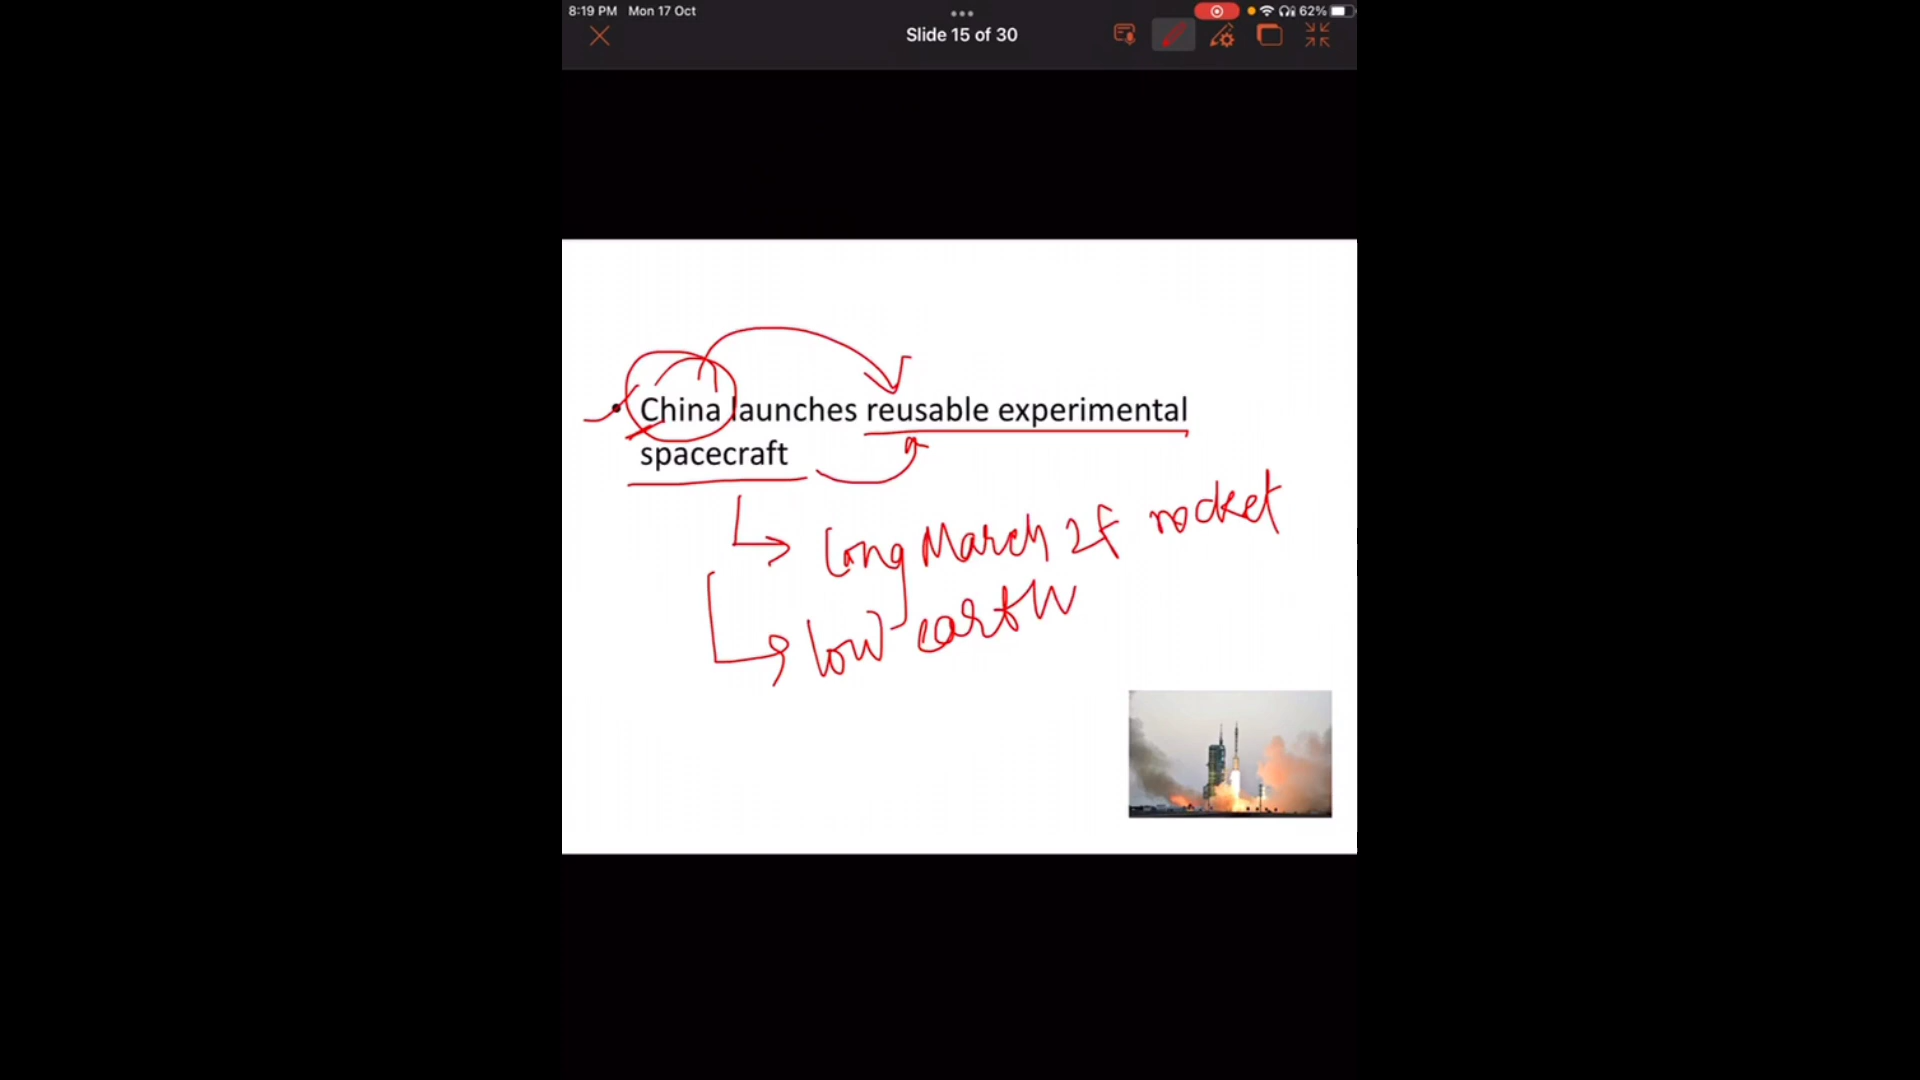 8:19 PM Mon 17 Oct
62%
Slide 15 of 30
• China launches reusable experimental
spacecraft
Long March 2F rocket
low earth